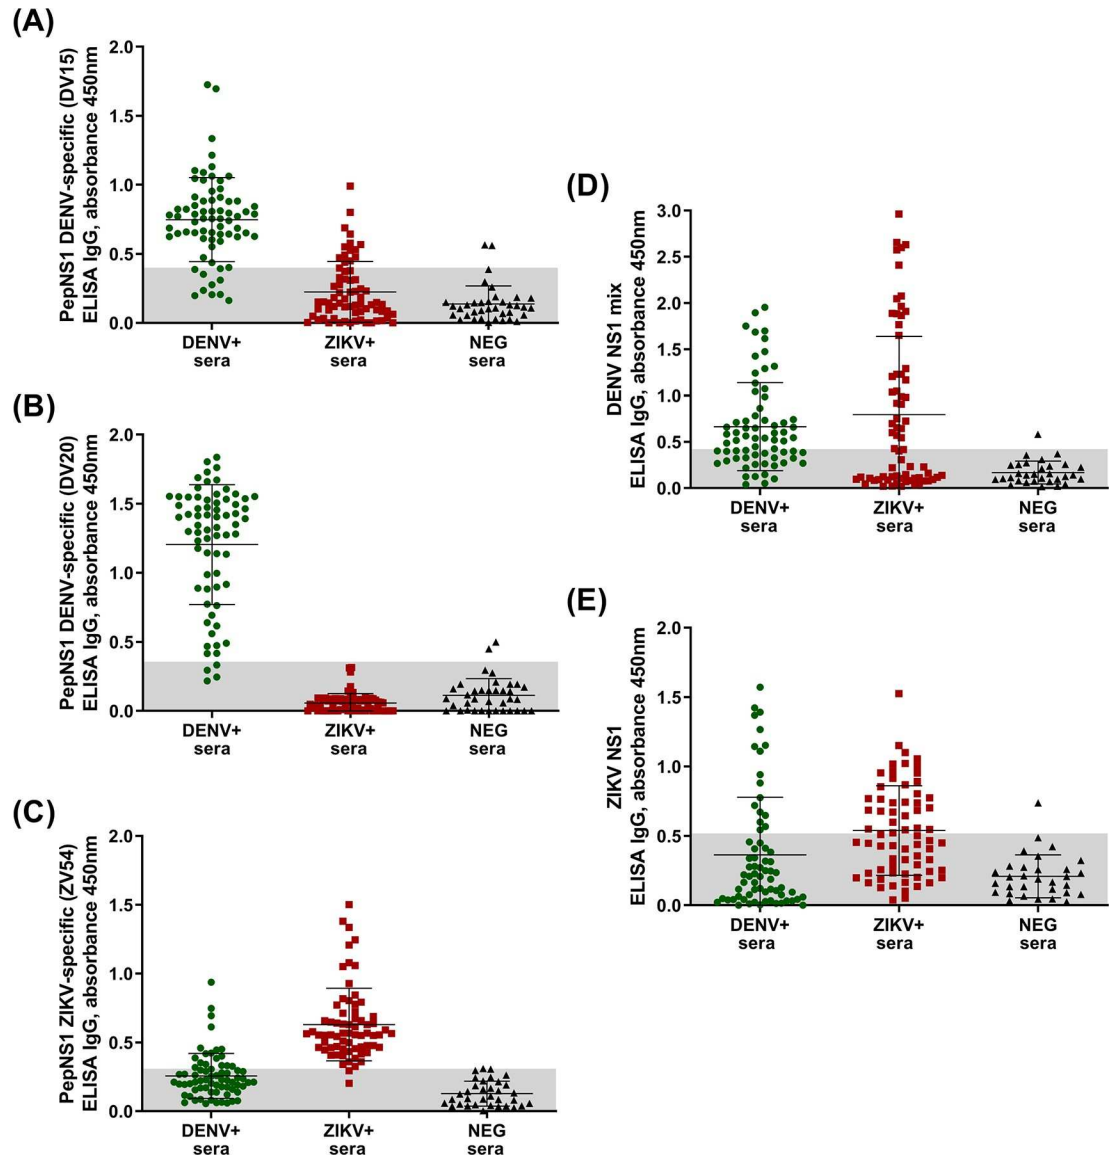 (A)
PepNS1 DENV-specific (DV15)
ELISA IgG, absorbance 450nm
2.0
1.5
1.0
0.5
0.0
DENV+ ZIKV+ NEG
sera sera sera
(B)
PepNS1 DENV-specific (DV20)
ELISA IgG, absorbance 450nm
2.0
1.5
1.0
0.5
0.0
DENV+ ZIKV+ NEG
sera sera sera
(C)
PepNS1 ZIKV-specific (ZV54)
ELISA IgG, absorbance 450nm
2.0
1.5
1.0
0.5
0.0
DENV+ ZIKV+ NEG
sera sera sera
(D)
DENV NS1 mix
ELISA IgG, absorbance 450nm
3.0
2.5
2.0
1.5
1.0
0.5
0.0
DENV+ ZIKV+ NEG
sera sera sera
(E)
ZIKV NS1
ELISA IgG, absorbance 450nm
2.0
1.5
1.0
0.5
0.0
DENV+ ZIKV+ NEG
sera sera sera